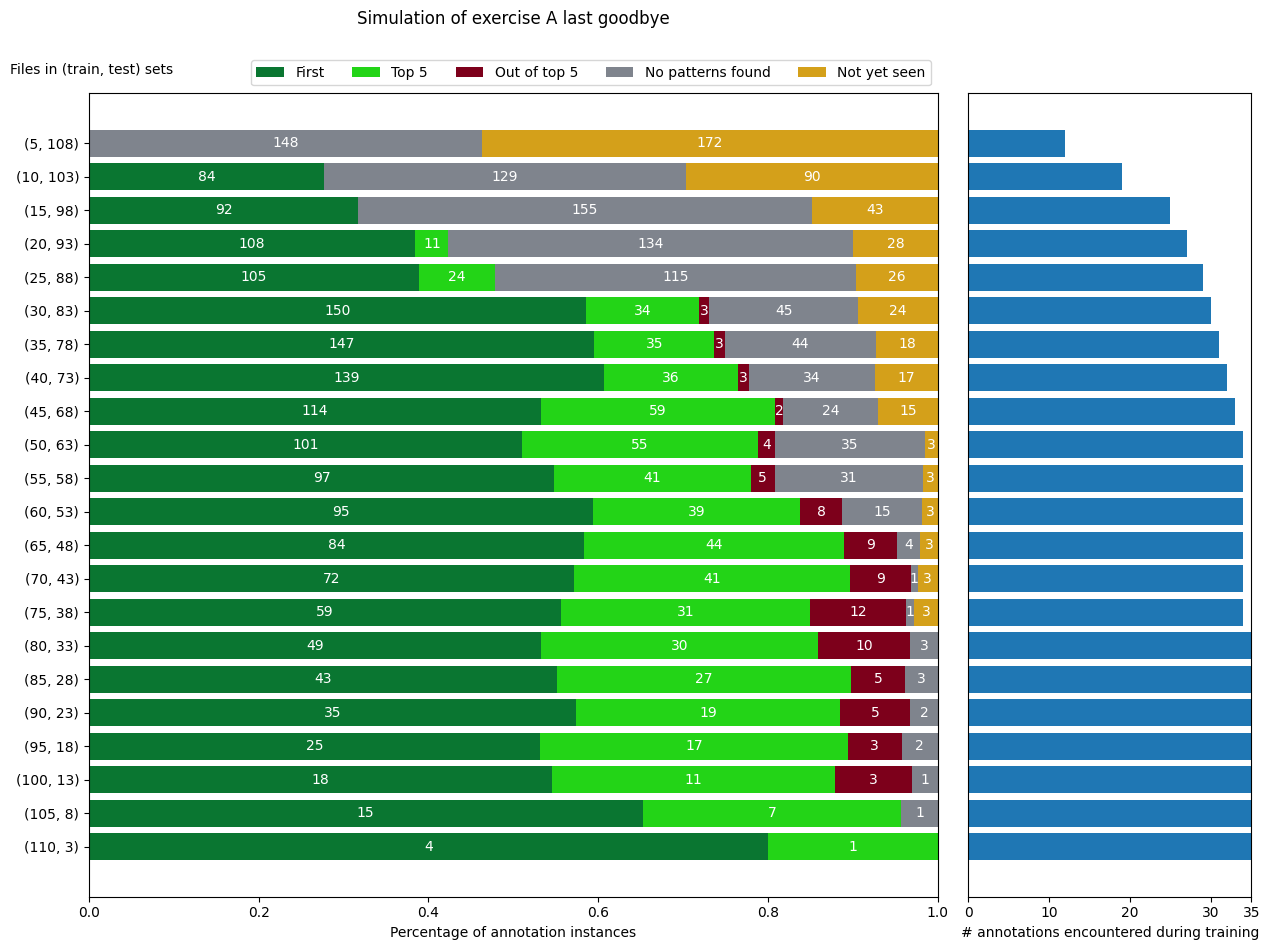 Simulation of exercise A last goodbye
Files in (train, test) sets
First Top 5 Out of top 5 No patterns found Not yet seen
(5, 108) 148 172
(10, 103) 84 129 90
(15, 98) 92 155 43
(20, 93) 108 11 134 28
(25, 88) 105 24 115 26
(30, 83) 150 34 3 45 24
(35, 78) 147 35 3 44 18
(40, 73) 139 36 3 34 17
(45, 68) 114 59 2 24 15
(50, 63) 101 55 4 35 3
(55, 58) 97 41 5 31 3
(60, 53) 95 39 8 15 3
(65, 48) 84 44 9 4 3
(70, 43) 72 41 9 1 3
(75, 38) 59 31 12 1 3
(80, 33) 49 30 10 3
(85, 28) 43 27 5 3
(90, 23) 35 19 5 2
(95, 18) 25 17 3 2
(100, 13) 18 11 3 1
(105, 8) 15 7 1
(110, 3) 4 1
0.0 0.2 0.4 0.6 0.8 1.0
Percentage of annotation instances
0 10 20 30 35
# annotations encountered during training